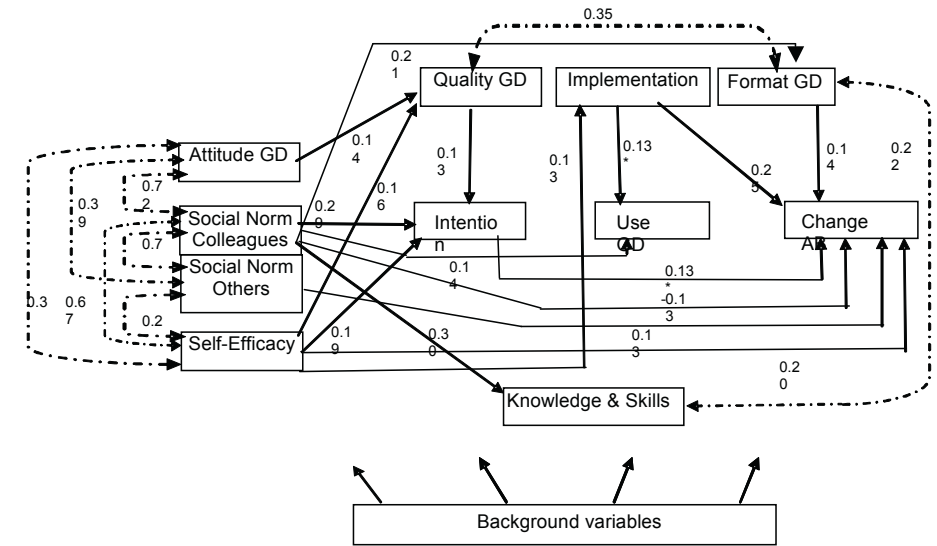 0.35
0.2
1
Quality GD
Implementation
Format GD
Attitude GD
0.1
4
0.1
3
0.1
3
0.13
*
0.1
4
0.2
2
0.2
5
0.7
2
0.1
6
0.3
9
0.2
9
Social Norm
Colleagues
Intentio
n
Use
GD
Change
AB
0.7
Social Norm
Others
0.1
4
0.13
*
0.3
0.6
7
-0.1
3
0.2
Self-Efficacy
0.1
9
0.3
0
0.1
3
0.2
0
Knowledge & Skills
Background variables